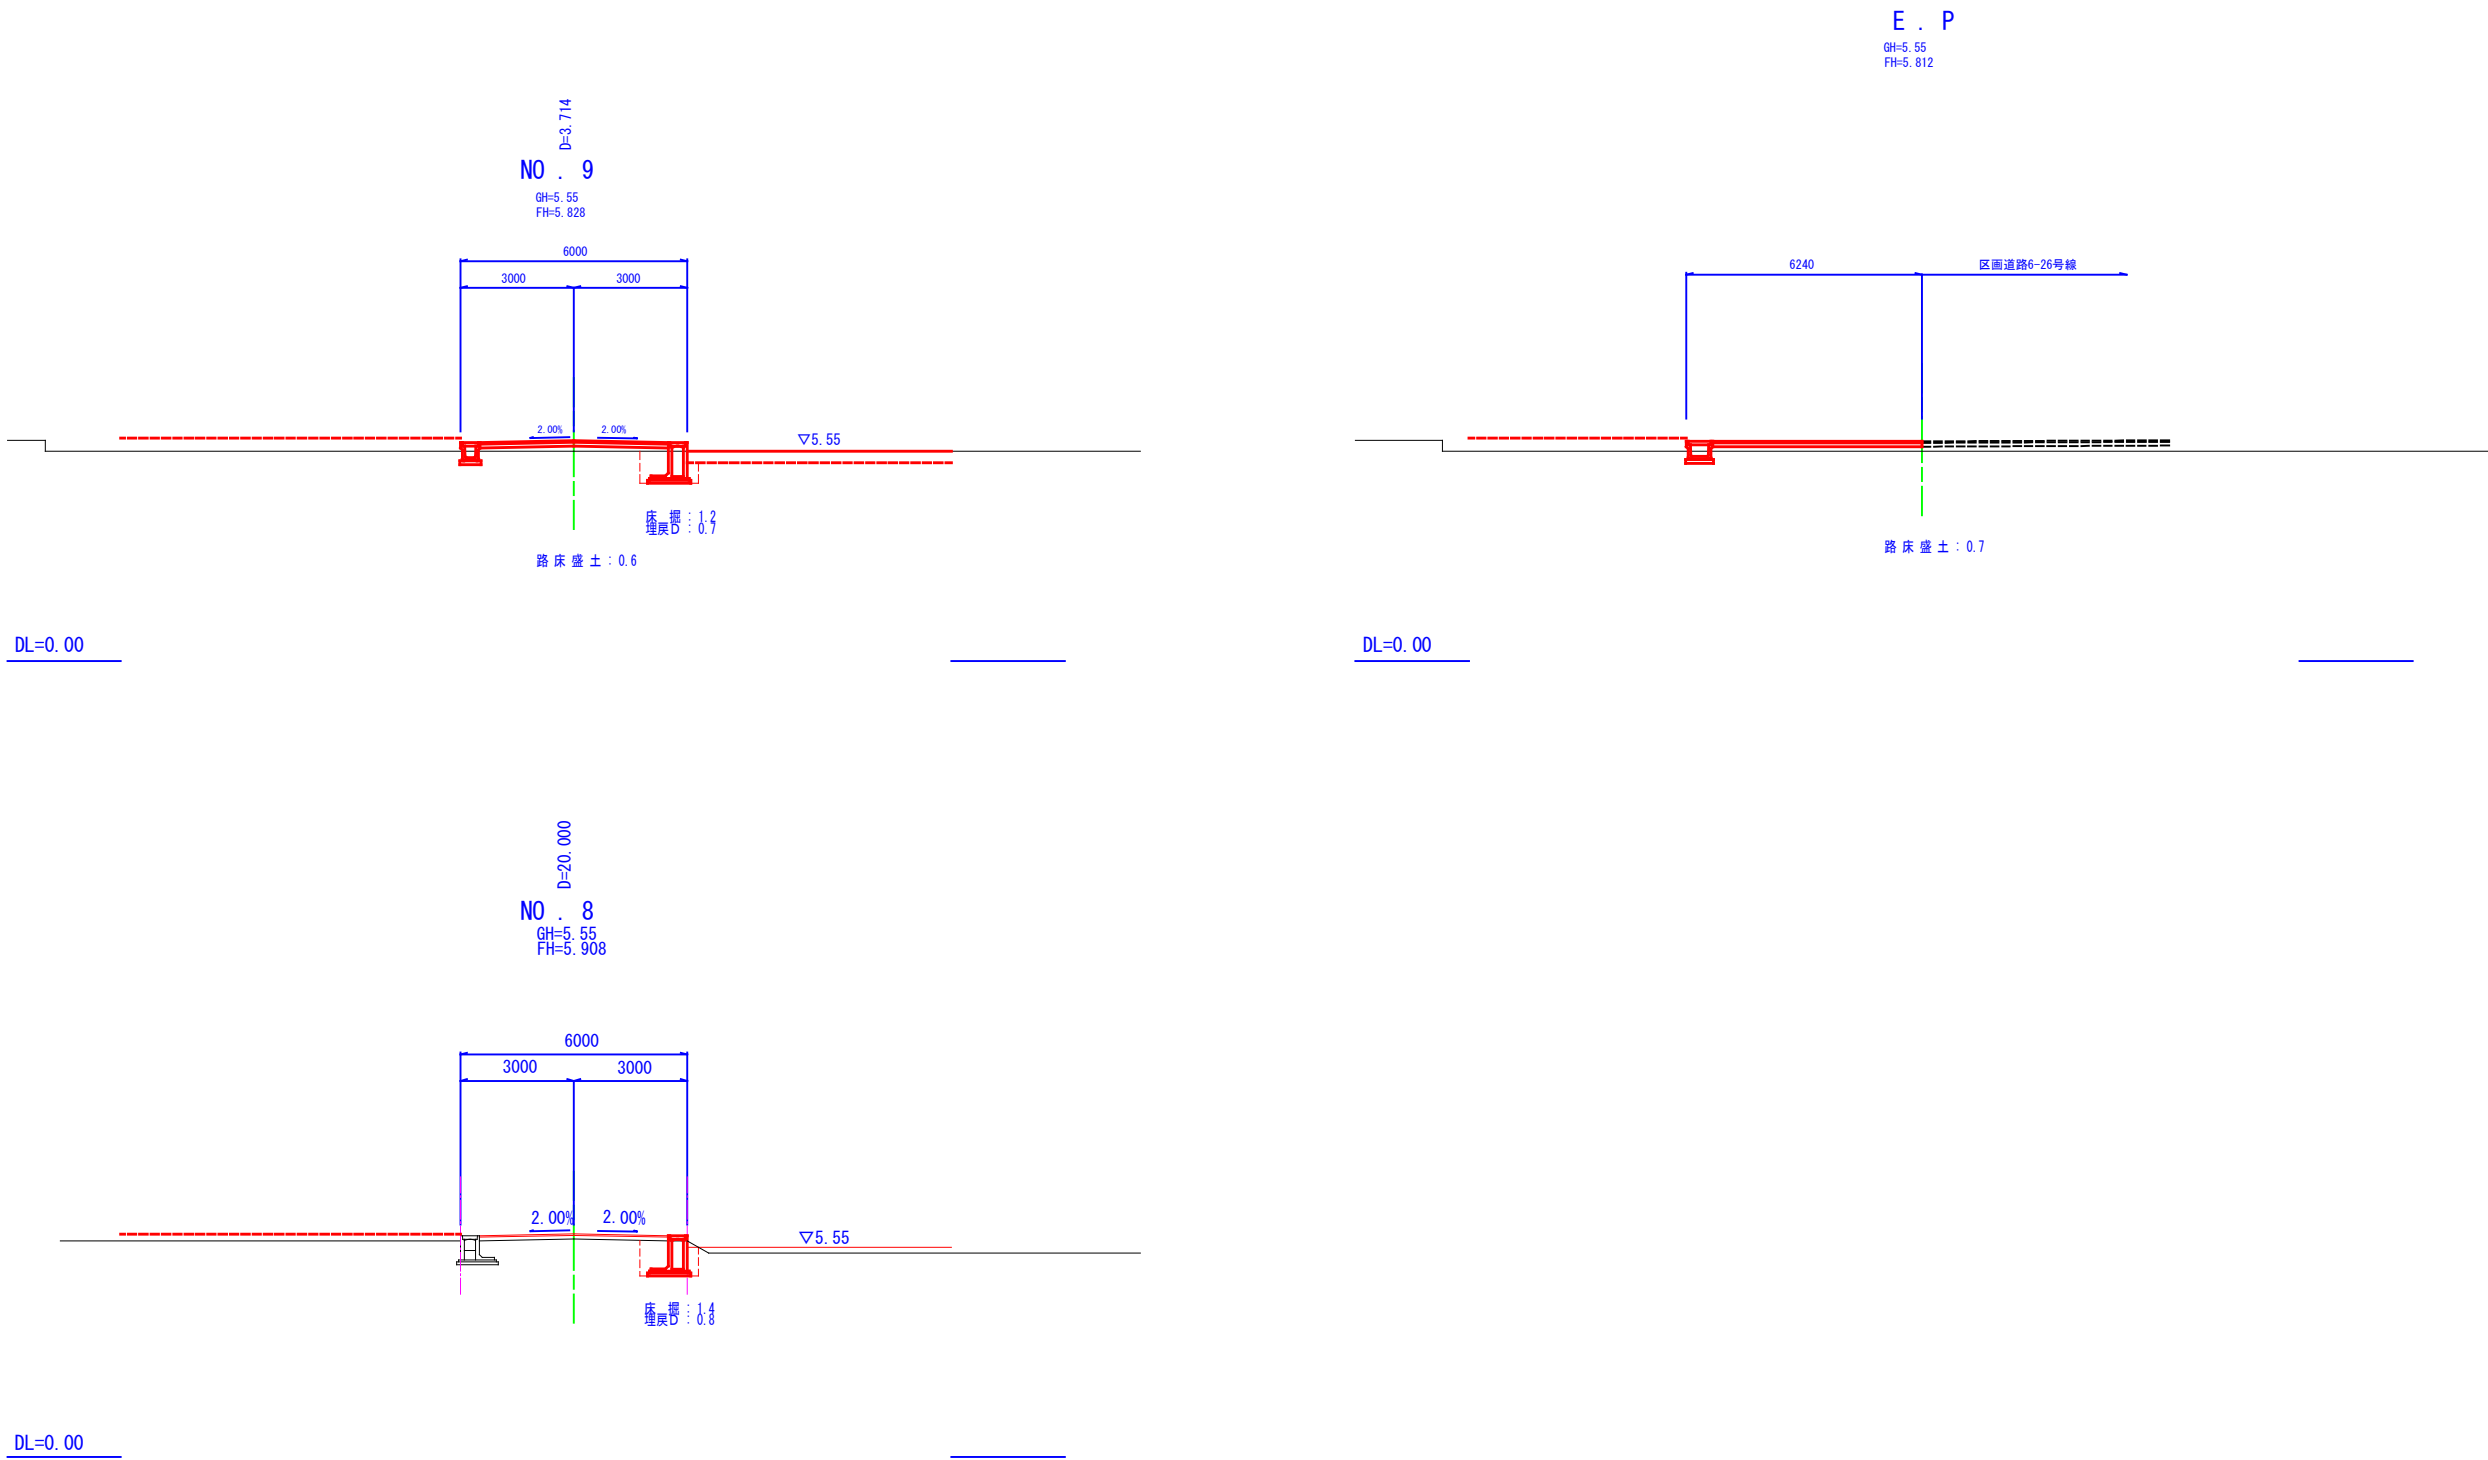 D=3.714
NO . 9
GH=5.55
FH=5.828
6000
3000
3000
2.00%
2.00%
▽5.55
床 掘 : 1.2
埋戻D : 0.7
路 床 盛 土 : 0.6
DL=0.00
E . P
GH=5.55
FH=5.812
6240
区画道路6-26号線
路 床 盛 土 : 0.7
DL=0.00
D=20.000
NO . 8
GH=5.55
FH=5.908
6000
3000
3000
2.00%
2.00%
▽5.55
床 掘 : 1.4
埋戻D : 0.8
DL=0.00